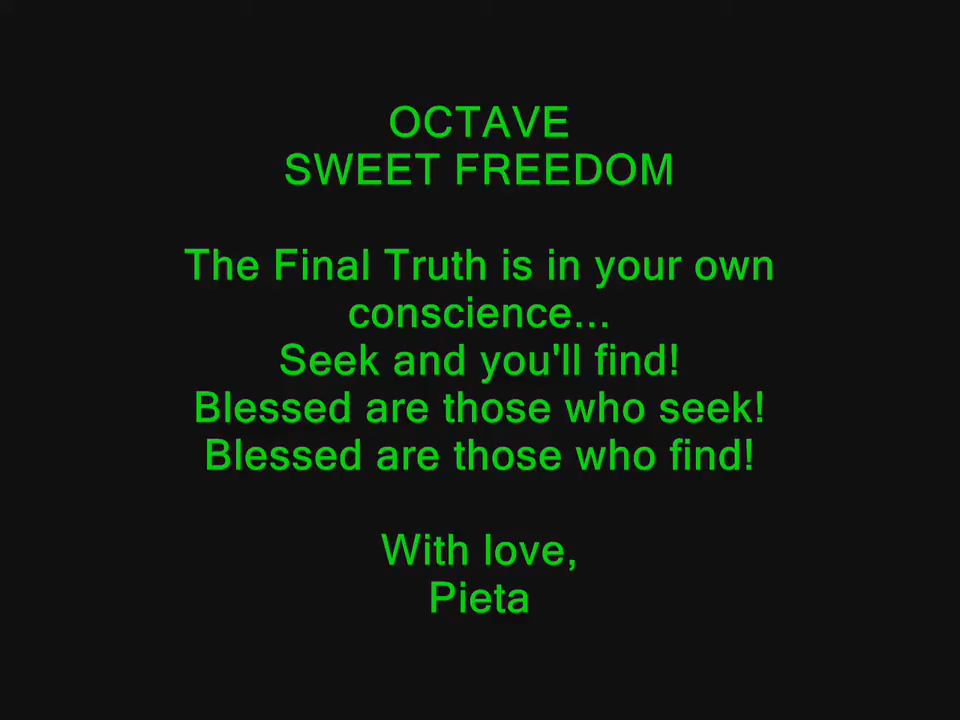 OCTAVE
SWEET FREEDOM
The Final Truth is in your own
conscience...
Seek and you'll find!
Blessed are those who seek!
Blessed are those who find!
With love,
Pieta